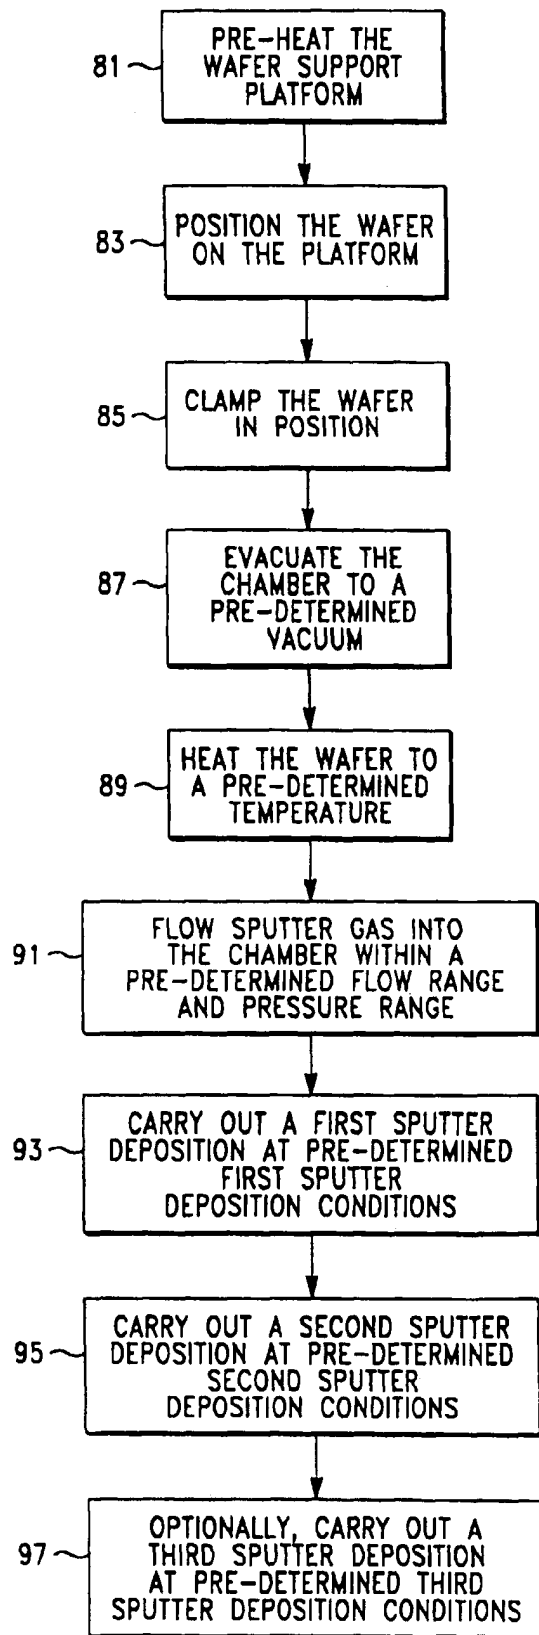 81
PRE-HEAT THE
WAFER SUPPORT
PLATFORM
83
POSITION THE WAFER
ON THE PLATFORM
85
CLAMP THE WAFER
IN POSITION
87
EVACUATE THE
CHAMBER TO A
PRE-DETERMINED
VACUUM
89
HEAT THE WAFER TO
A PRE-DETERMINED
TEMPERATURE
91
FLOW SPUTTER GAS INTO
THE CHAMBER WITHIN A
PRE-DETERMINED FLOW RANGE
AND PRESSURE RANGE
93
CARRY OUT A FIRST SPUTTER
DEPOSITION AT PRE-DETERMINED
FIRST SPUTTER
DEPOSITION CONDITIONS
95
CARRY OUT A SECOND SPUTTER
DEPOSITION AT PRE-DETERMINED
SECOND SPUTTER
DEPOSITION CONDITIONS
97
OPTIONALLY, CARRY OUT A
THIRD SPUTTER DEPOSITION
AT PRE-DETERMINED THIRD
SPUTTER DEPOSITION CONDITIONS